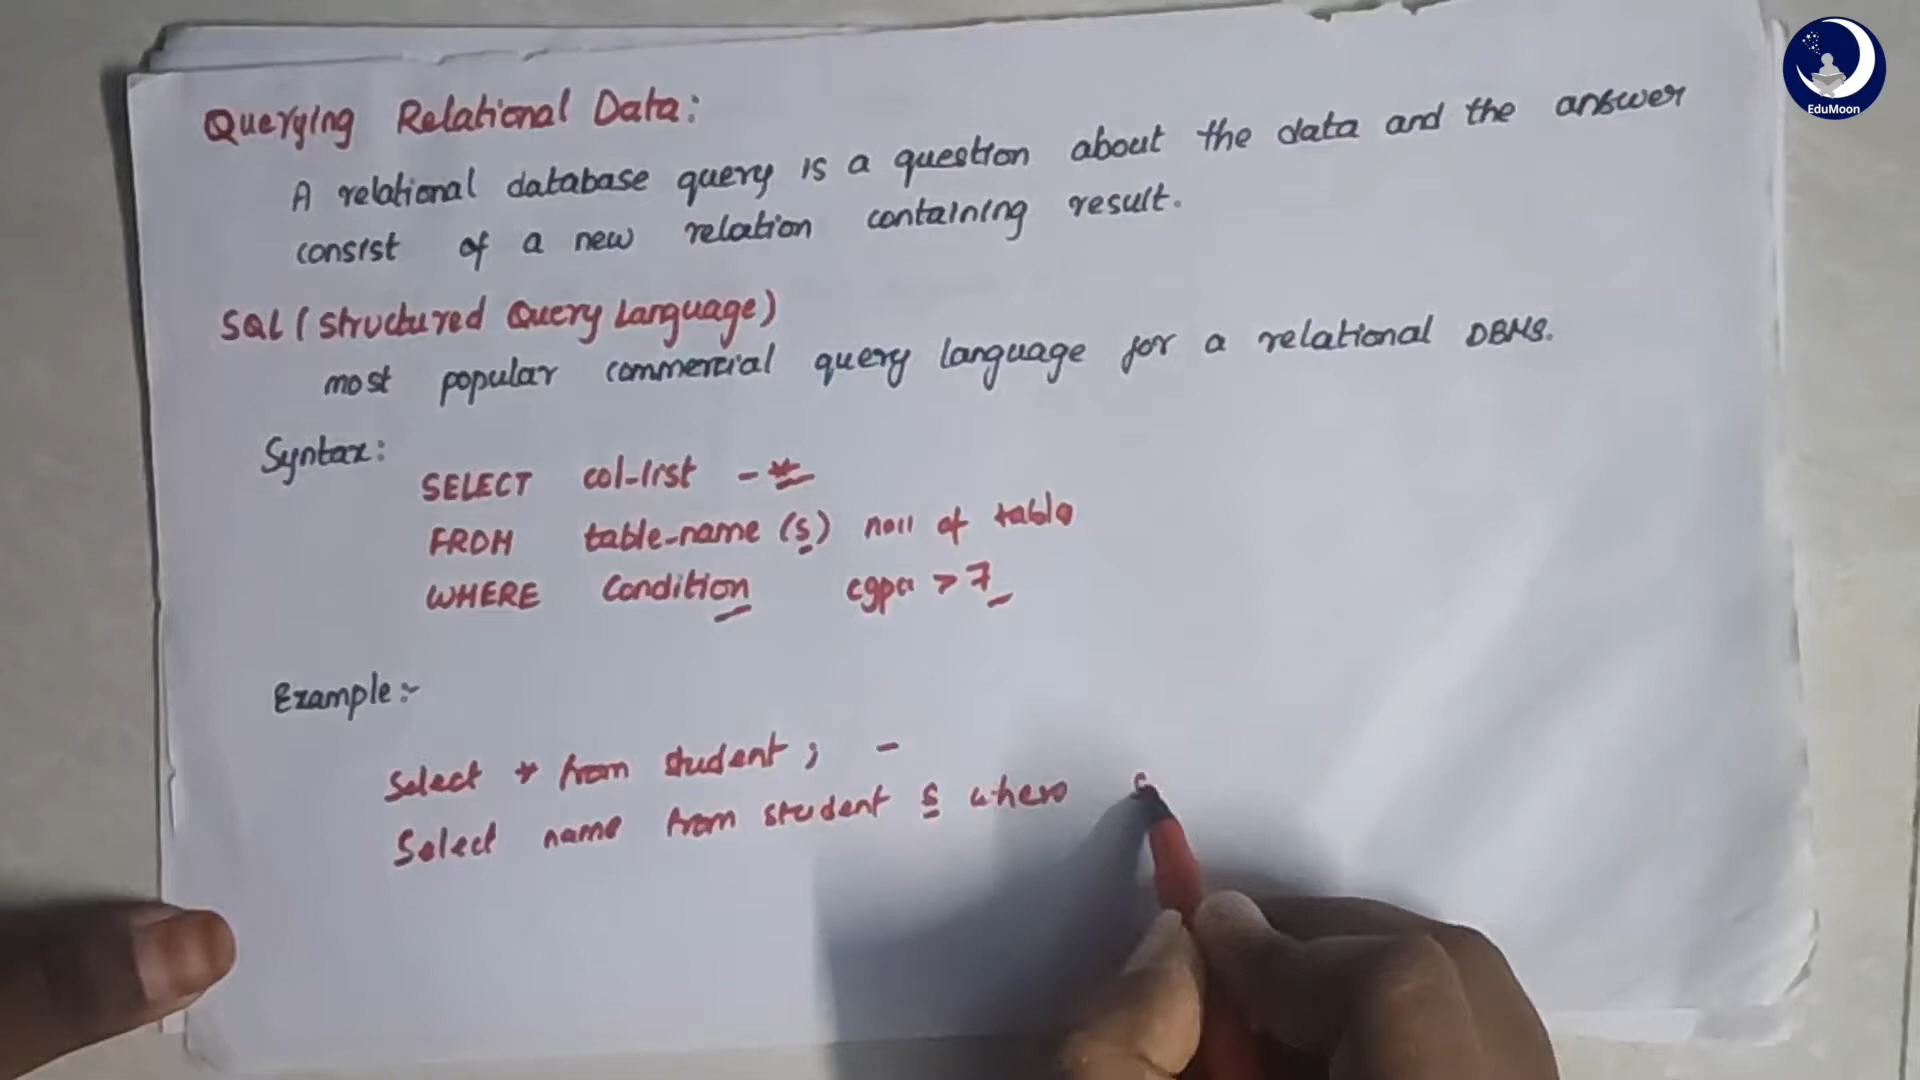 EduMoon
Querying Relational Data:
A relational database query is a question about the data and the answer
consist of a new relation containing result.
SQL (Structured Query Language)
most popular commercial query language for a relational DBMS.
Syntax:
SELECT col-list - *
FROM table-name (s) of table
WHERE Condition cgpa > 7
Example:-
Select * from student ; -
Select name from student s where s